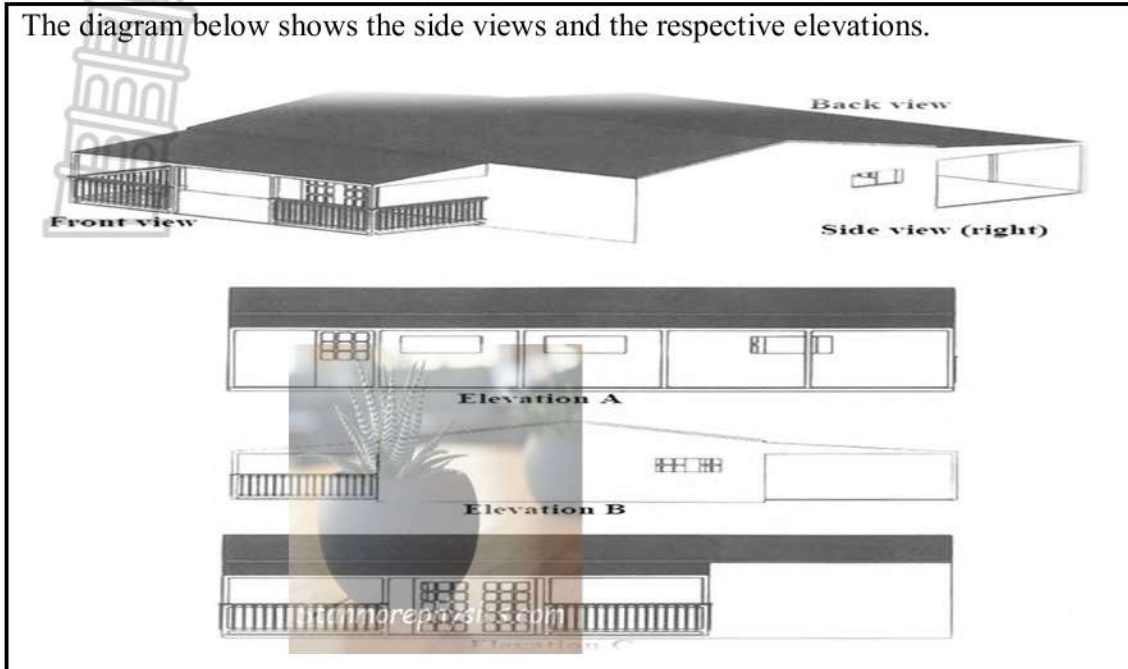 The diagram below shows the side views and the respective elevations.
Back view
Front view
Side view (right)
Elevation A
Elevation B
Elevation C